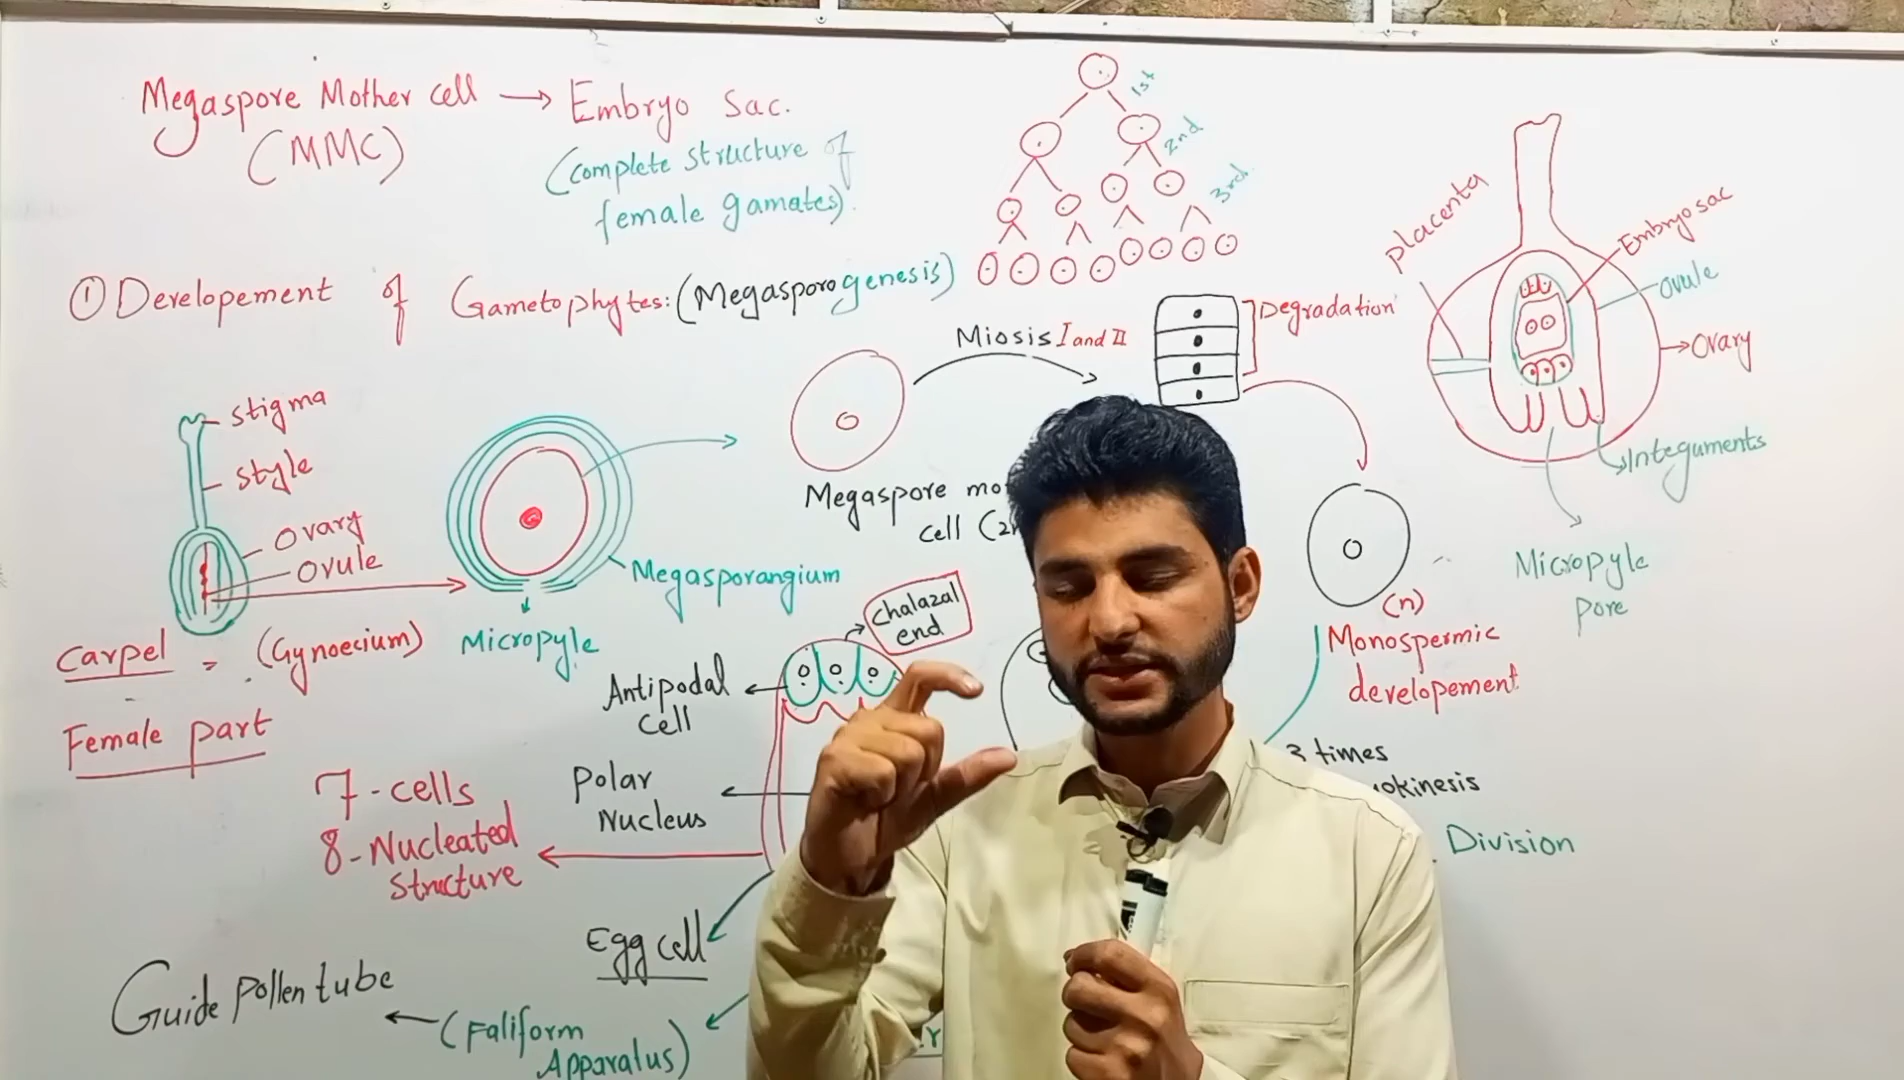 Megaspore Mother cell → Embryo Sac.
(MMC)
(complete structure of
female gamates).
1st
2nd
3rd
① Developement of Gametophytes: (Megasporogenesis)
stigma
style
ovary
ovule
Carpel = (Gynoecium)
Female part
Megasporangium
Micropyle
Miosis I and II
Degradation
Megaspore
cell
(n)
Monospermic
developement
3 times
Division
placenta
Embryo sac
ovule
ovary
Integuments
Micropyle
pore
chalazal
end
Antipodal
cell
Polar
Nucleus
7-cells
8-Nucleated
structure
Egg cell
(Faliform
Apparatus)
Guide pollen tube